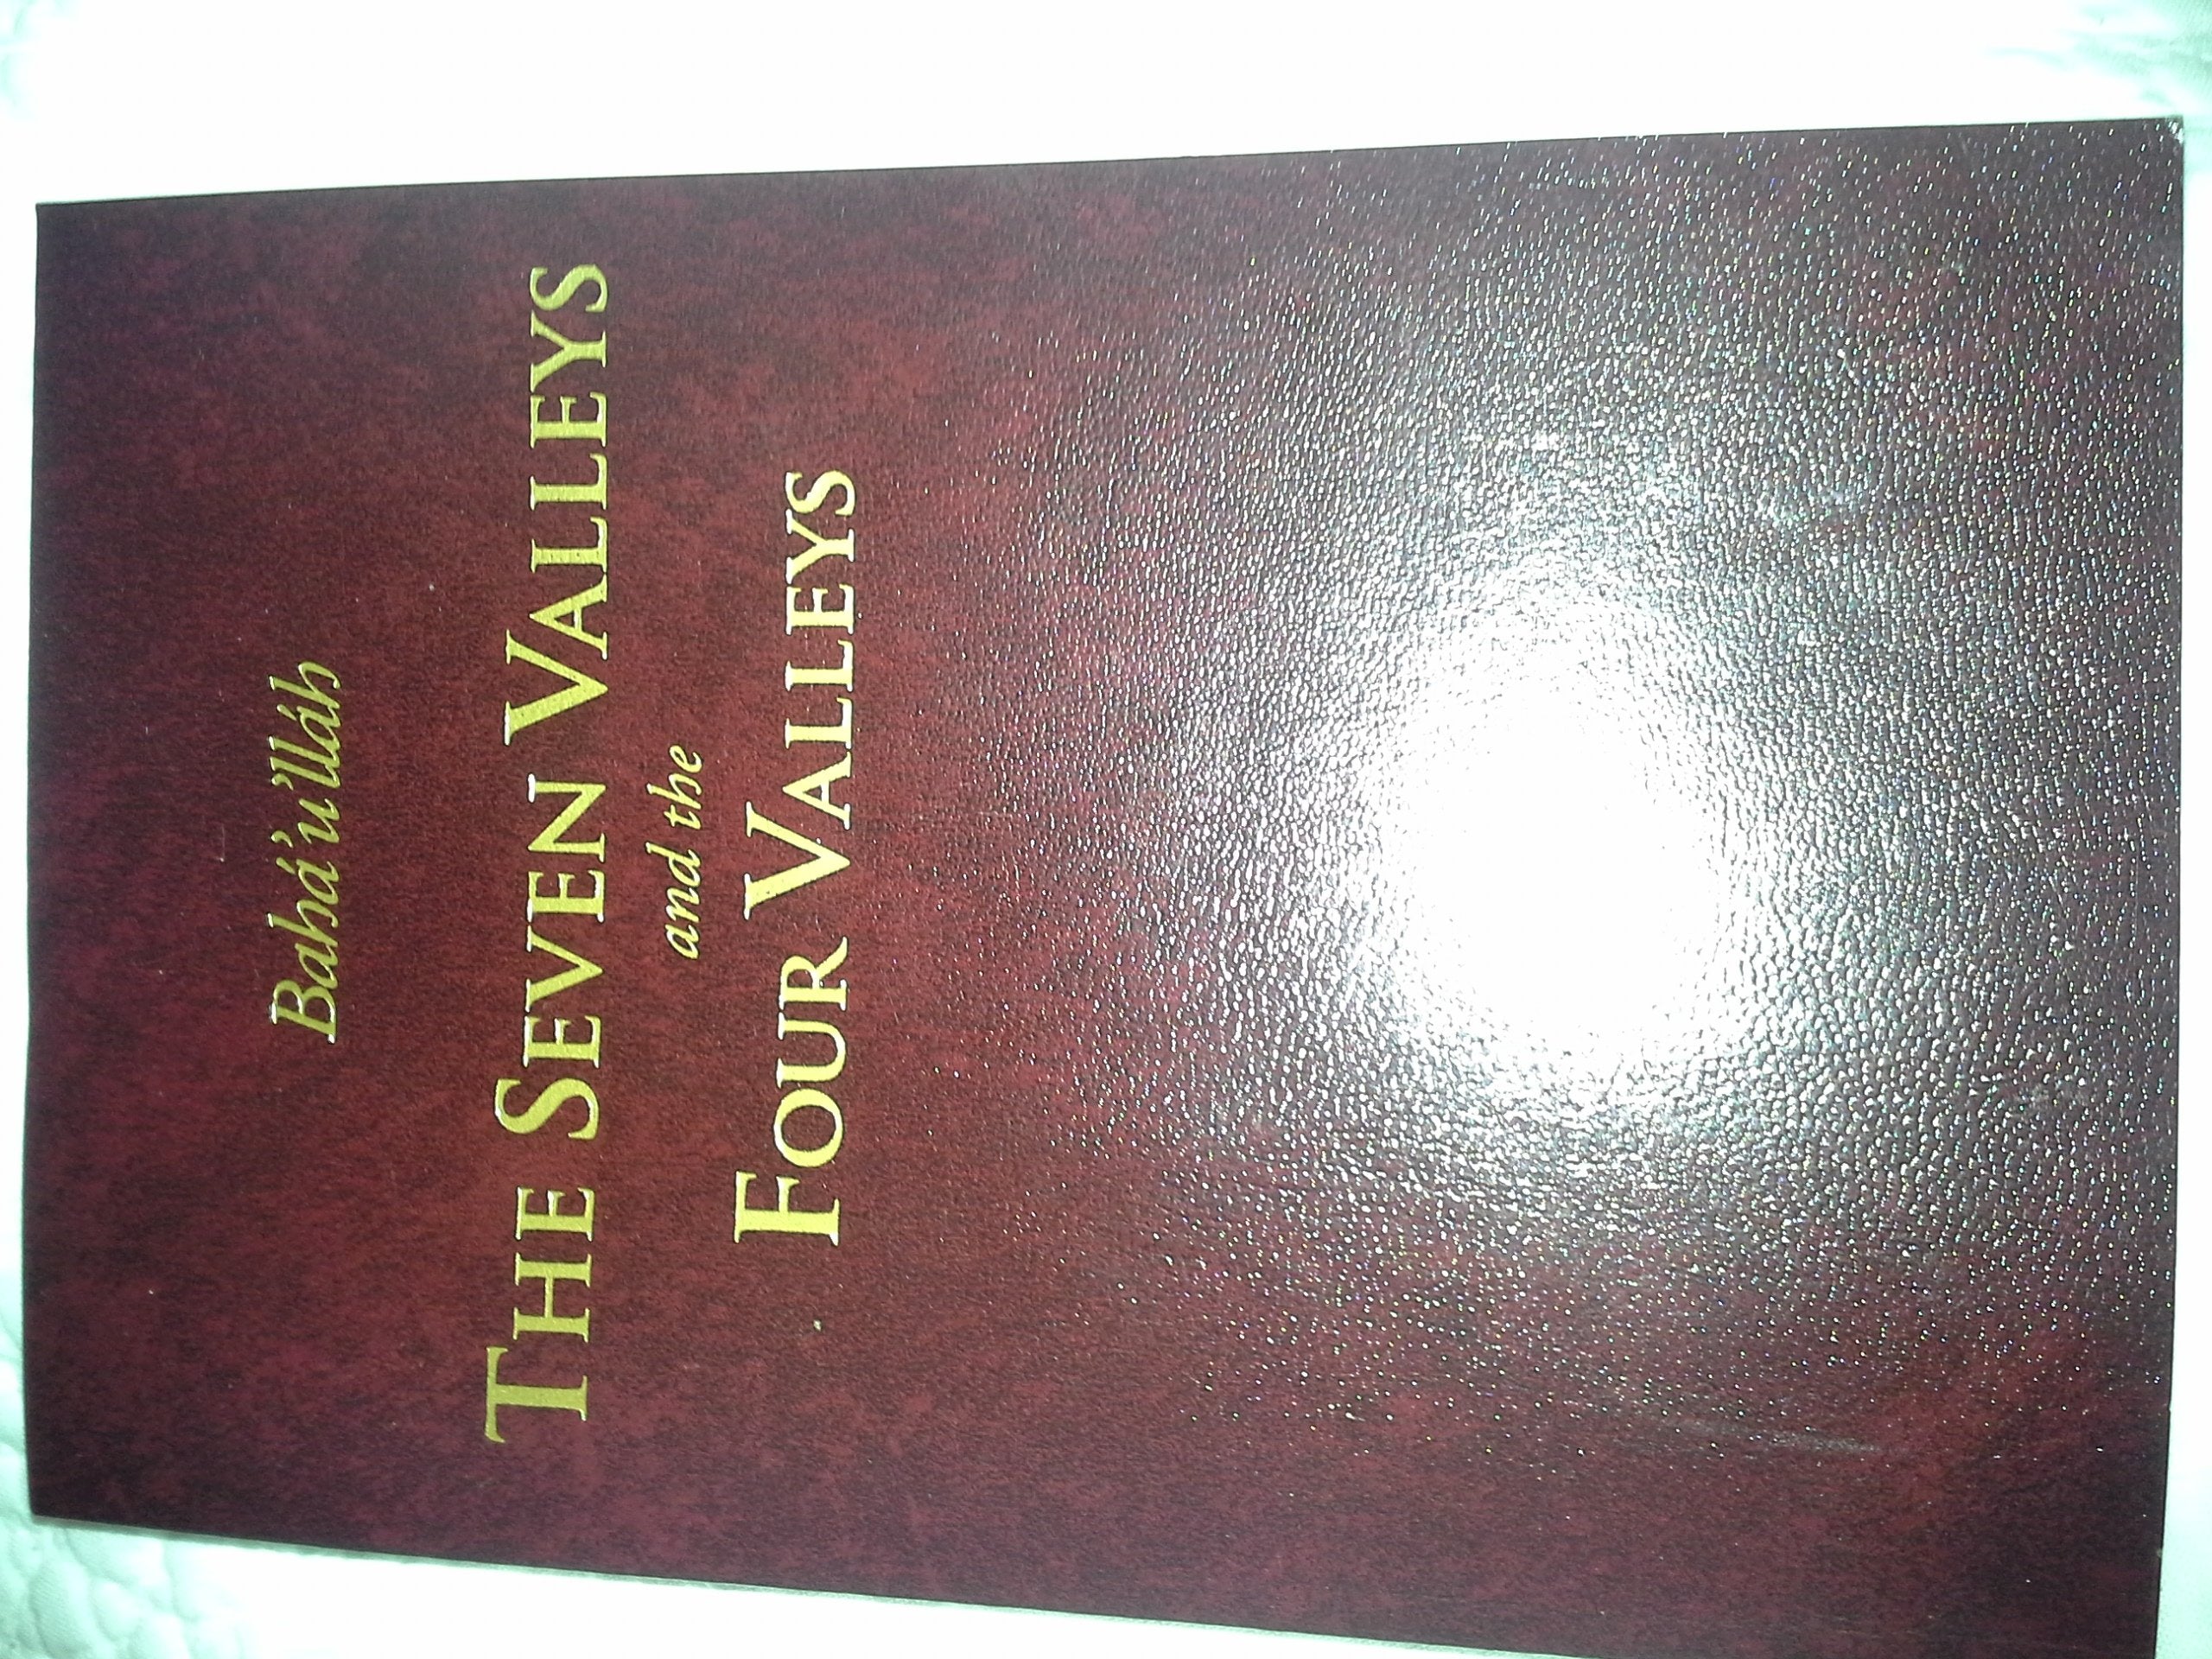 Bahá'u'lláh
THE SEVEN VALLEYS
and the
FOUR VALLEYS